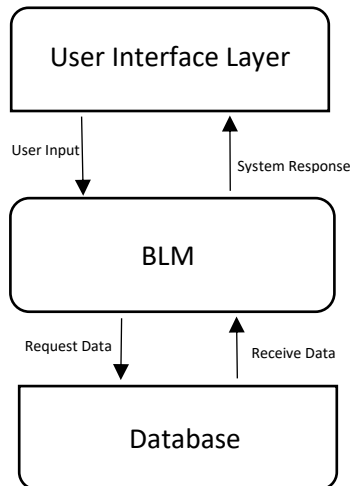 User Interface Layer
User Input
System Response
BLM
Request Data
Receive Data
Database